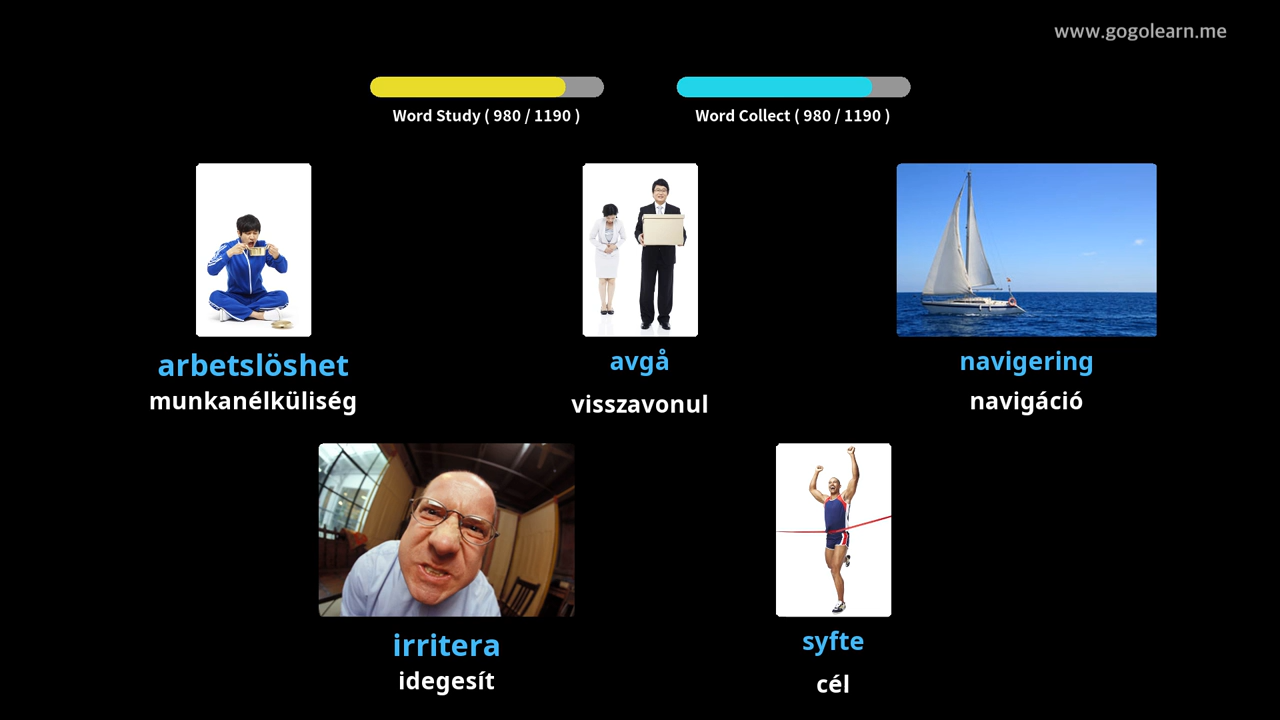 www.gogolearn.me
Word Study ( 980 / 1190 )
Word Collect ( 980 / 1190 )
arbetslöshet
munkanélküliség
avgå
visszavonul
navigering
navigáció
irritera
idegesít
syfte
cél